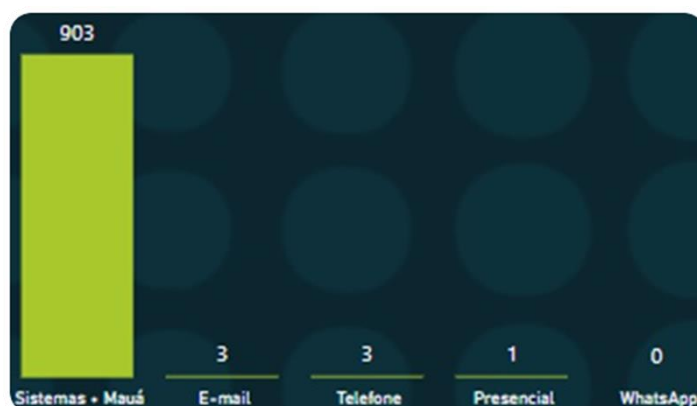 903
3
3
1
0
Sistemas + Mauá
E-mail
Telefone
Presencial
WhatsApp